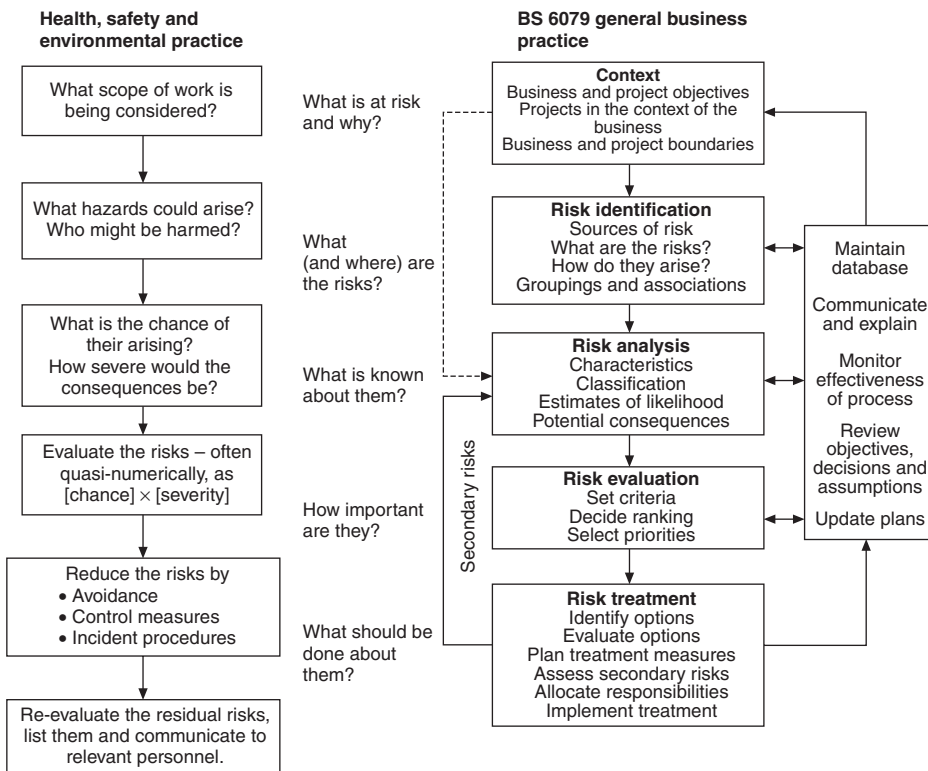 Health, safety and
environmental practice
What scope of work is
being considered?
What hazards could arise?
Who might be harmed?
What is the chance of
their arising?
How severe would the
consequences be?
Evaluate the risks – often
quasi-numerically, as
[chance] × [severity]
Reduce the risks by
• Avoidance
• Control measures
• Incident procedures
Re-evaluate the residual risks,
list them and communicate to
relevant personnel.
What is at risk
and why?
What
(and where) are
the risks?
What is known
about them?
How important
are they?
What should be
done about
them?
BS 6079 general business
practice
Context
Business and project objectives
Projects in the context of the
business
Business and project boundaries
Risk identification
Sources of risk
What are the risks?
How do they arise?
Groupings and associations
Risk analysis
Characteristics
Classification
Estimates of likelihood
Potential consequences
Secondary risks
Risk evaluation
Set criteria
Decide ranking
Select priorities
Risk treatment
Identify options
Evaluate options
Plan treatment measures
Assess secondary risks
Allocate responsibilities
Implement treatment
Maintain
database
Communicate
and explain
Monitor
effectiveness
of process
Review
objectives,
decisions and
assumptions
Update plans